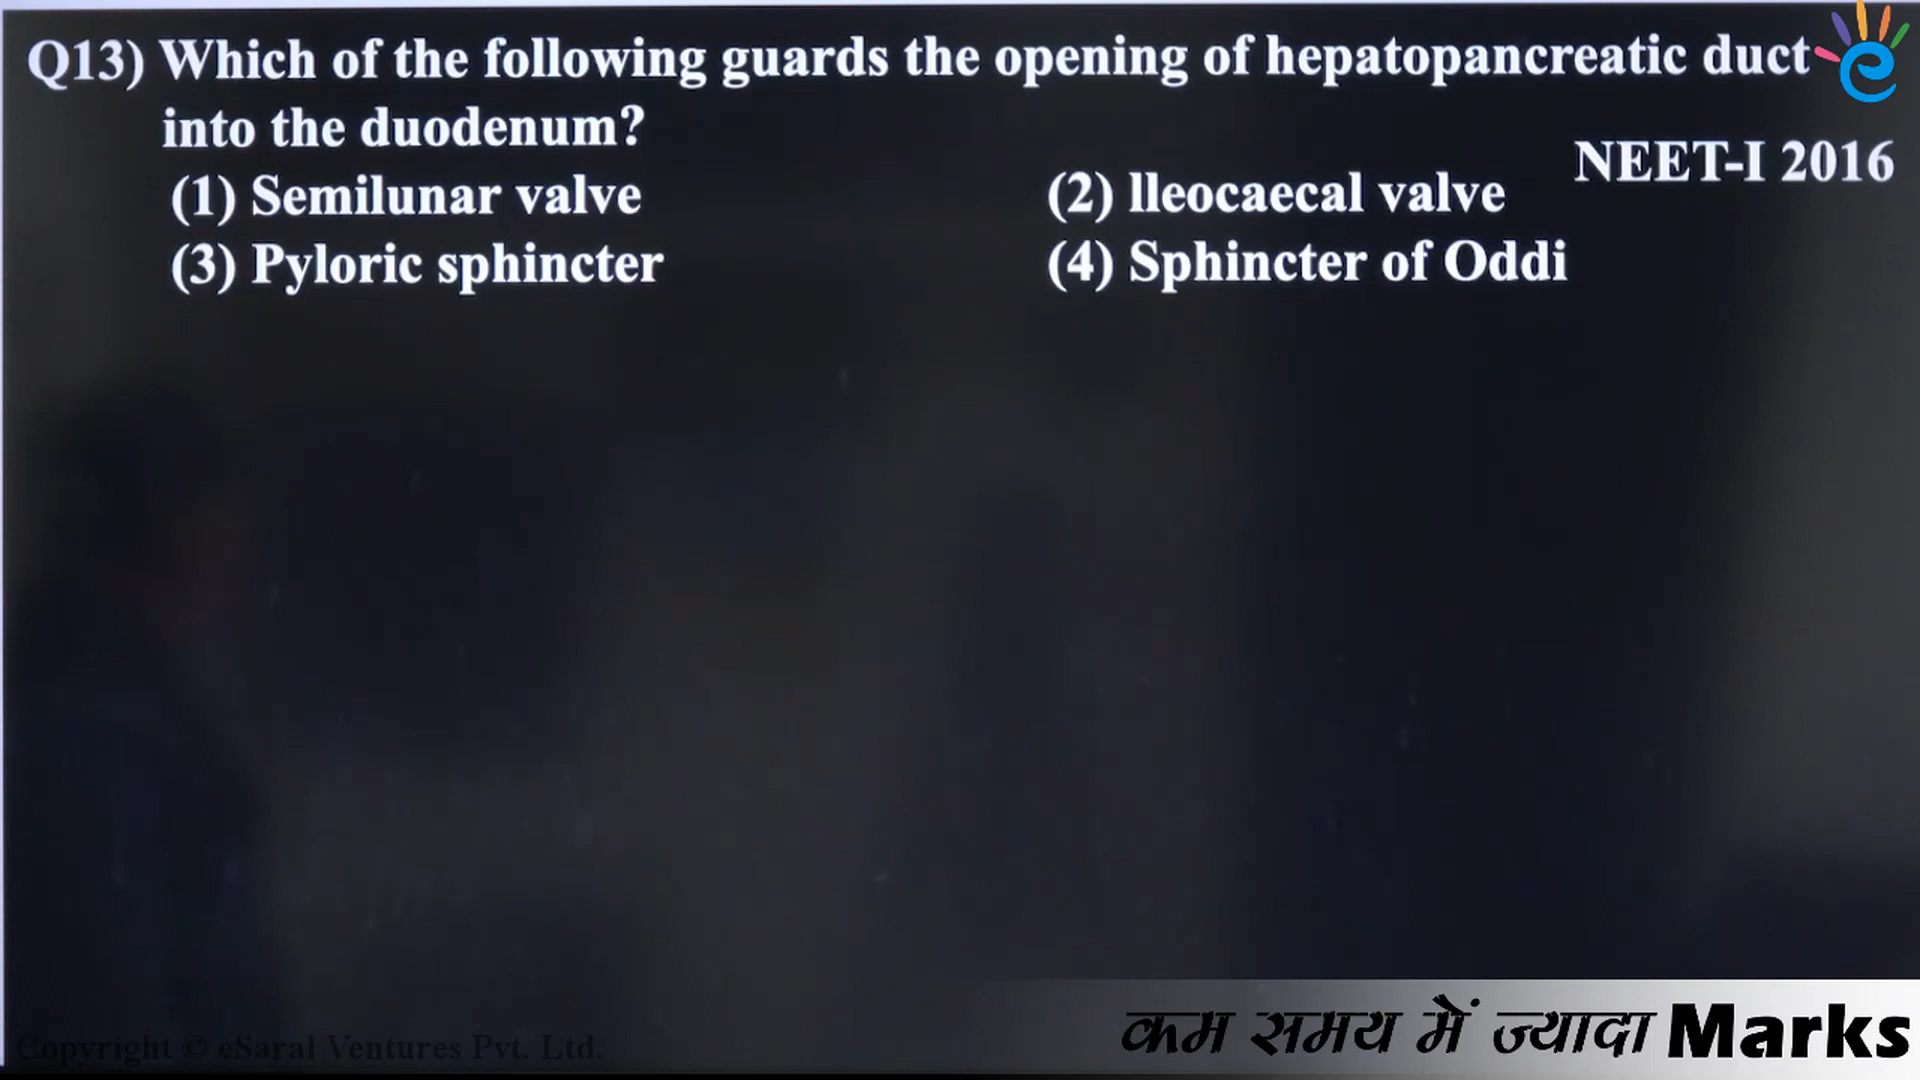 Q13) Which of the following guards the opening of hepatopancreatic duct
into the duodenum?
NEET-I 2016
(1) Semilunar valve
(2) lleocaecal valve
(3) Pyloric sphincter
(4) Sphincter of Oddi
Copyright © eSaral Ventures Pvt. Ltd.
कम समय में ज्यादा Marks